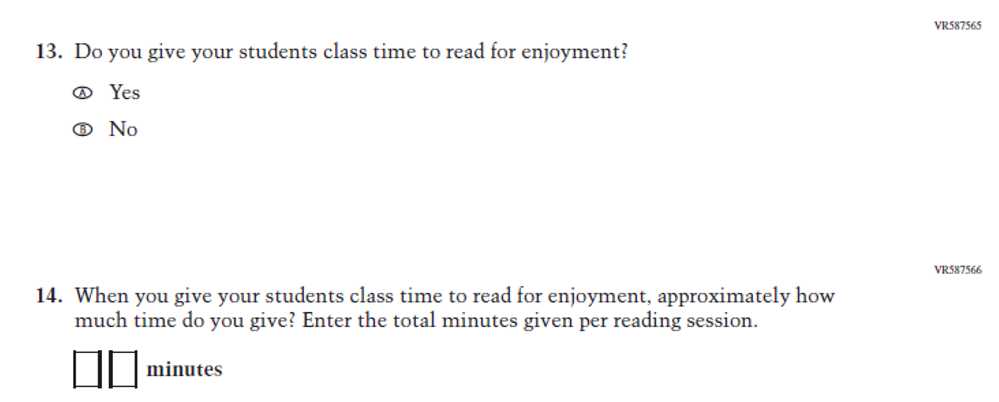 VR587565
13. Do you give your students class time to read for enjoyment?
Ⓐ Yes
Ⓑ No
VR587566
14. When you give your students class time to read for enjoyment, approximately how
much time do you give? Enter the total minutes given per reading session.
minutes